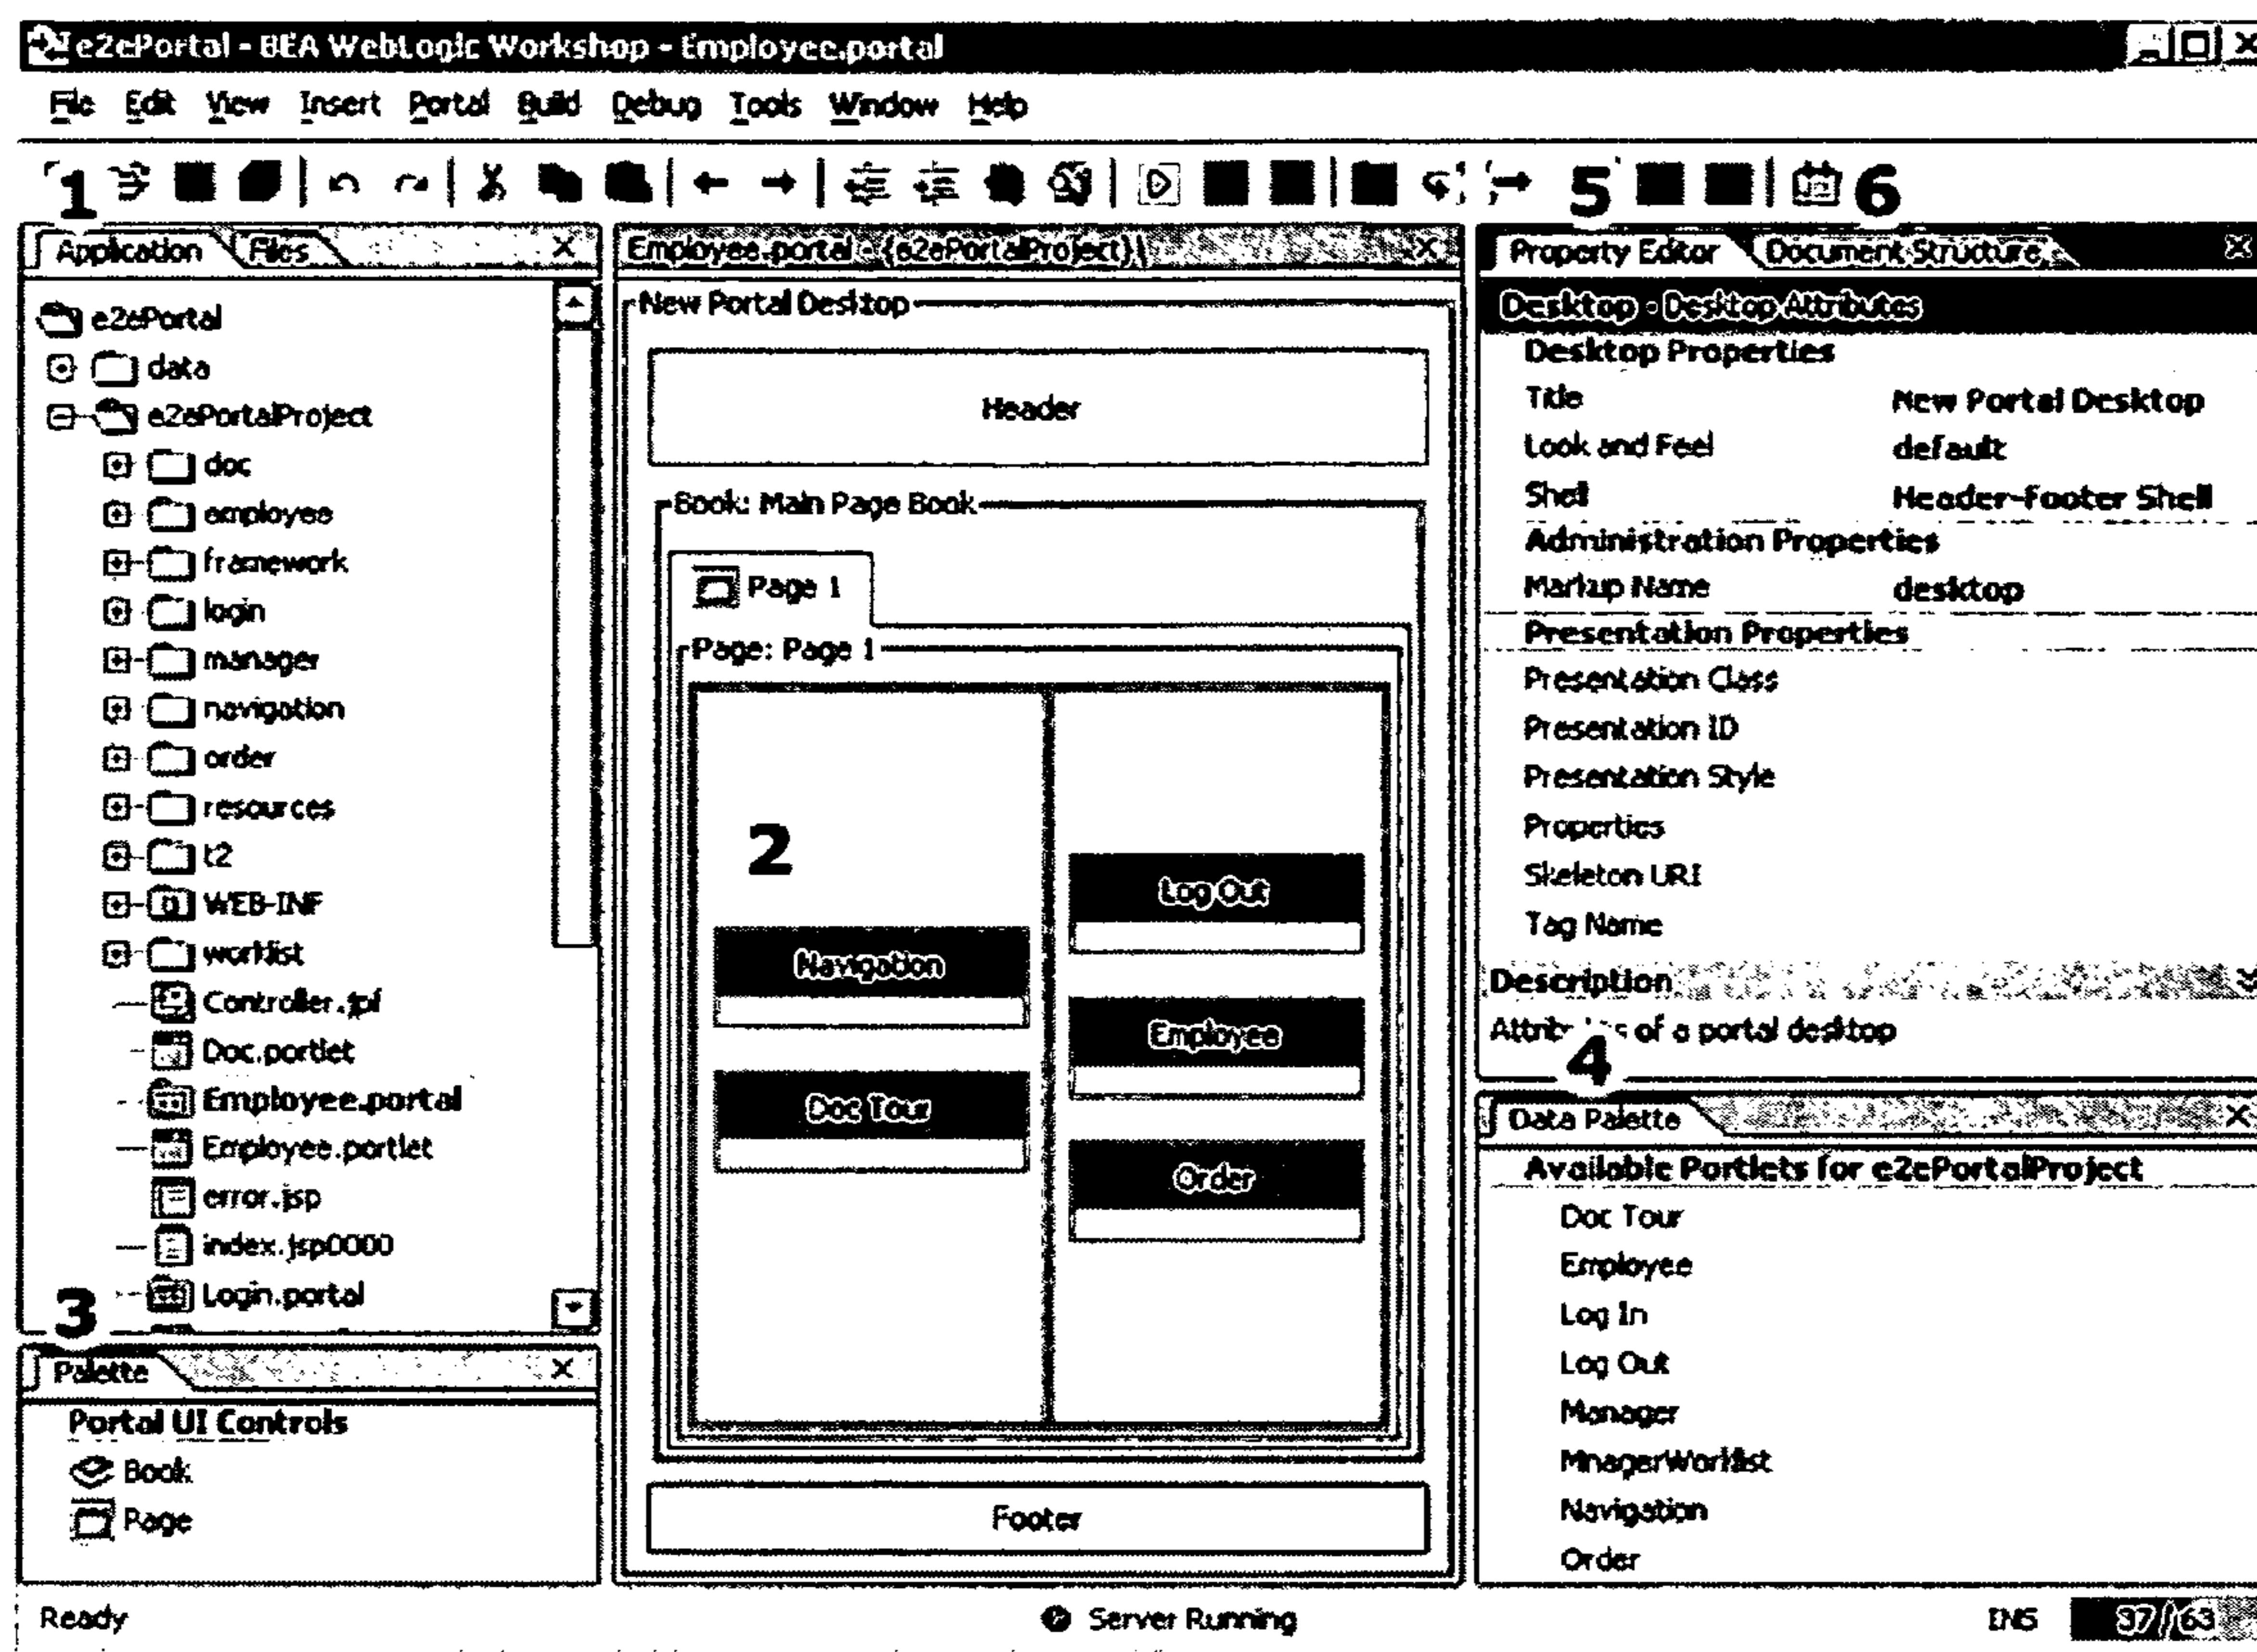 e2ePortal - BEA WebLogic Workshop - Employee.portal
File Edit View Insert Portal Build Debug Tools Window Help
1
5
6
Application Files
e2ePortal
data
e2ePortalProject
doc
employee
framework
login
manager
navigation
order
resources
t2
WEB-INF
worklist
Controller.jpf
Doc.portlet
Employee.portal
Employee.portlet
error.jsp
index.jsp0000
Login.portal
3
Palette
Portal UI Controls
Book
Page
Employee.portal - {e2ePortalProject}\
New Portal Desktop
Header
Book: Main Page Book
Page 1
Page: Page 1
2
Navigation
Doc Tour
Log Out
Employee
Order
Footer
Property Editor Document Structure
Desktop - Desktop Attributes
Desktop Properties
Title New Portal Desktop
Look and Feel default
Shell Header-Footer Shell
Administration Properties
Markup Name desktop
Presentation Properties
Presentation Class
Presentation ID
Presentation Style
Properties
Skeleton URI
Tag Name
Description
of a portal desktop
4
Data Palette
Available Portlets for e2ePortalProject
Doc Tour
Employee
Log In
Log Out
Manager
MnagerWorklist
Navigation
Order
Ready
Server Running
INS 37/63